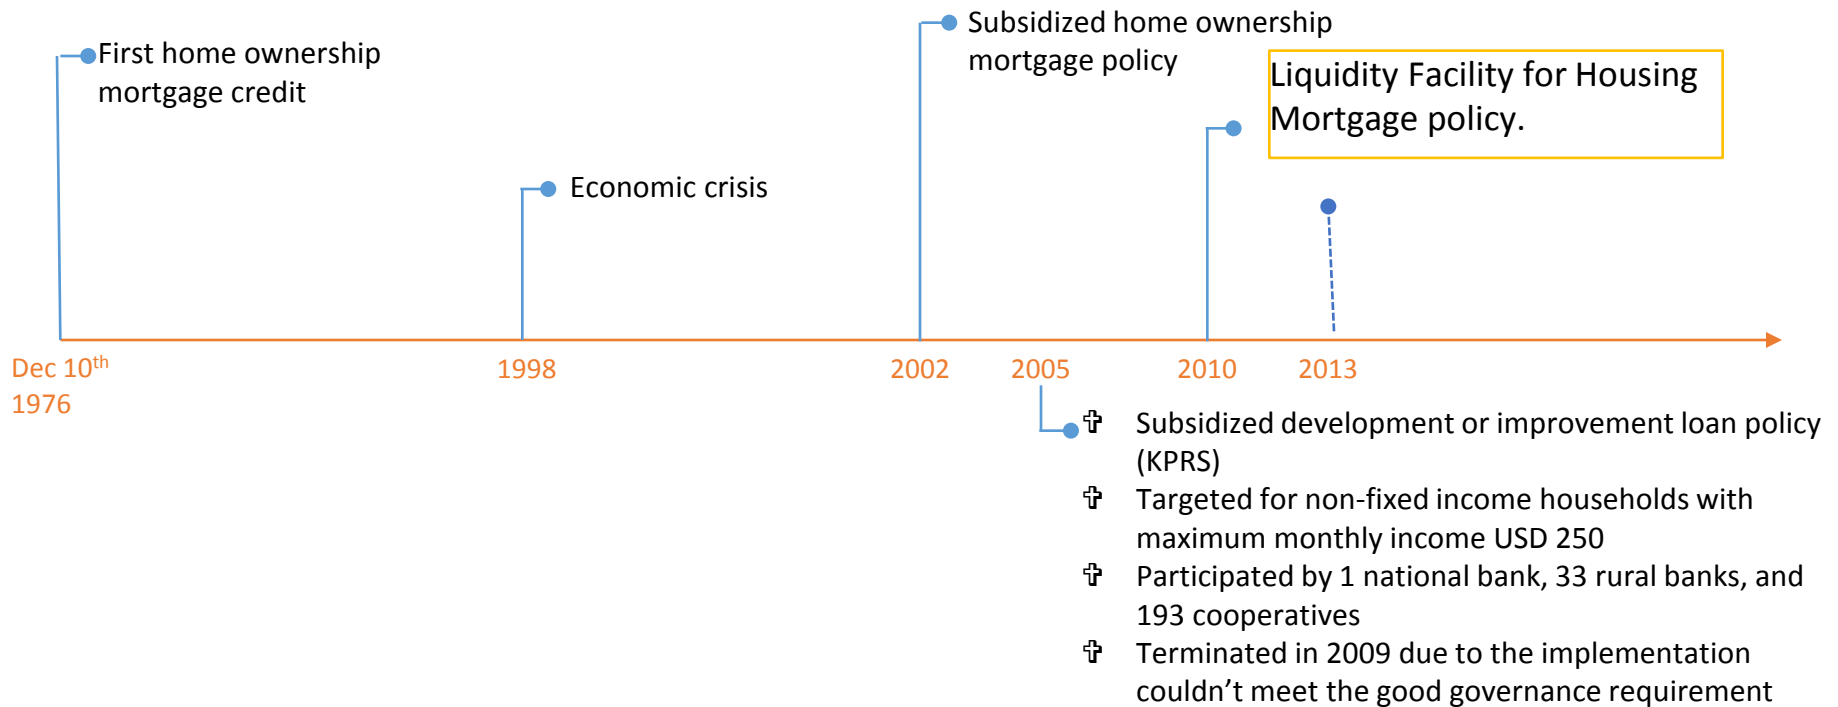 First home ownership
mortgage credit
Economic crisis
Subsidized home ownership
mortgage policy
Liquidity Facility for Housing
Mortgage policy.
Dec 10th
1976
1998
2002
2005
2010
2013
✞ Subsidized development or improvement loan policy
(KPRS)
✞ Targeted for non-fixed income households with
maximum monthly income USD 250
✞ Participated by 1 national bank, 33 rural banks, and
193 cooperatives
✞ Terminated in 2009 due to the implementation
couldn’t meet the good governance requirement